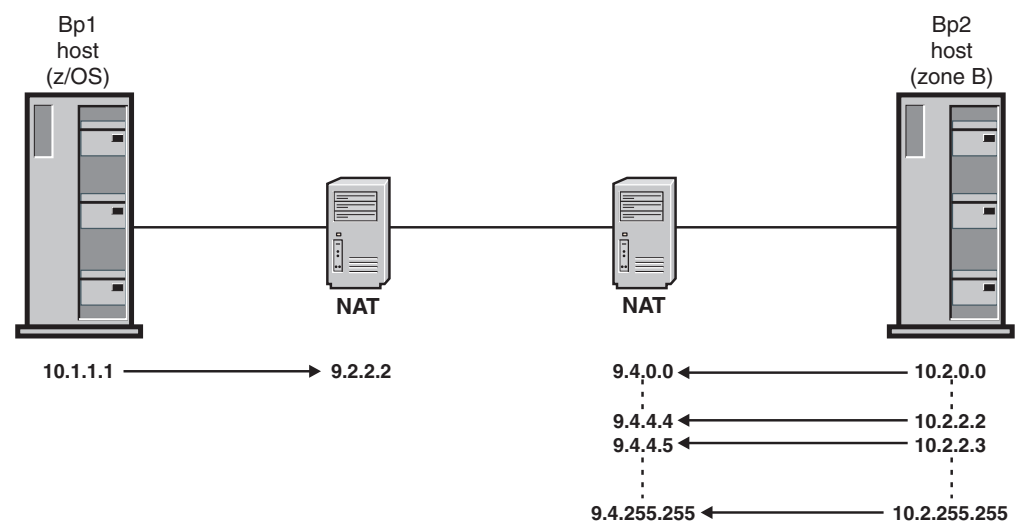 Bp1
host
(z/OS)
Bp2
host
(zone B)
NAT
NAT
10.1.1.1
9.2.2.2
9.4.0.0
10.2.0.0
9.4.4.4
10.2.2.2
9.4.4.5
10.2.2.3
9.4.255.255
10.2.255.255